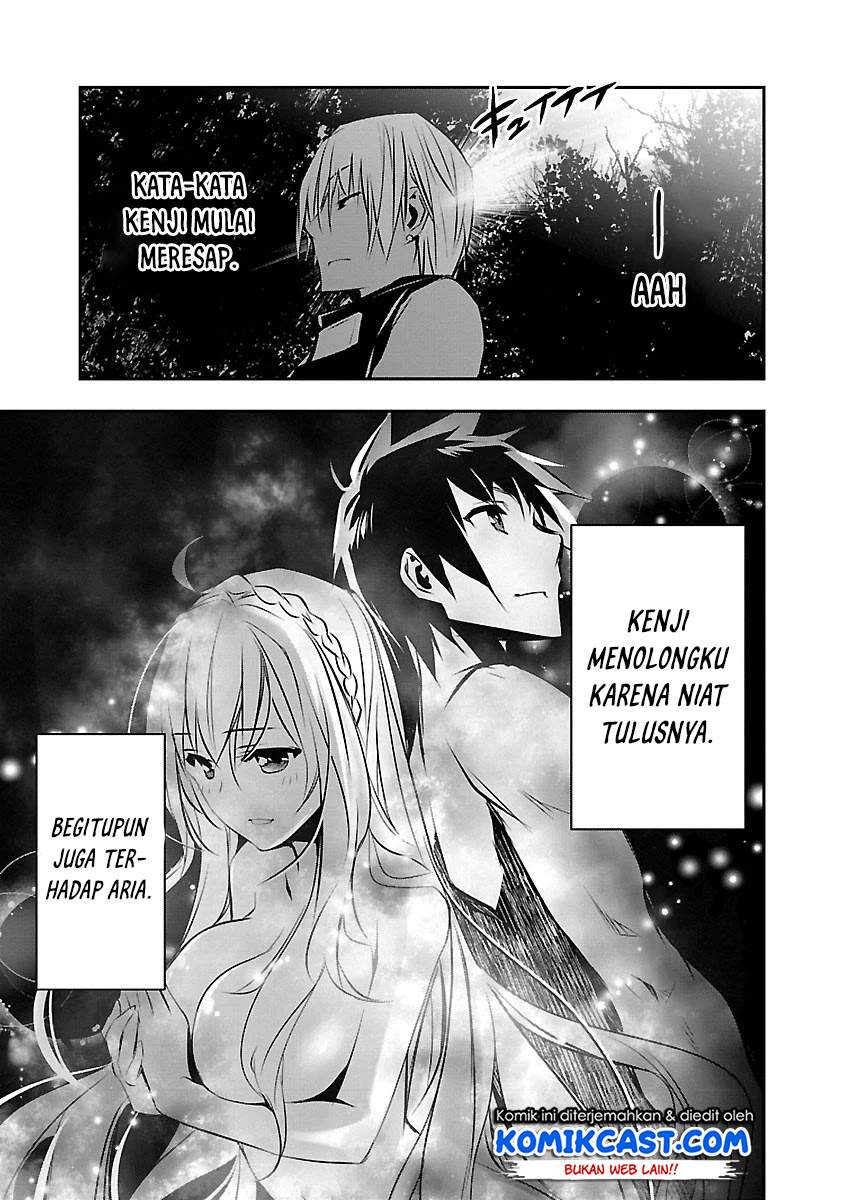 ギュイイイ
|
AAH
KATA-KATA
KENJI MULAI
MERESAP.
KENJI
MENOLONGKU
KARENA NIAT
TULUSNYA.
BEGITUPUN
JUGA TER-
HADAP ARIA.
Komik ini diterjemahkan & diedit oleh
KOMIKCAST.COM
BUKAN WEB LAIN!!